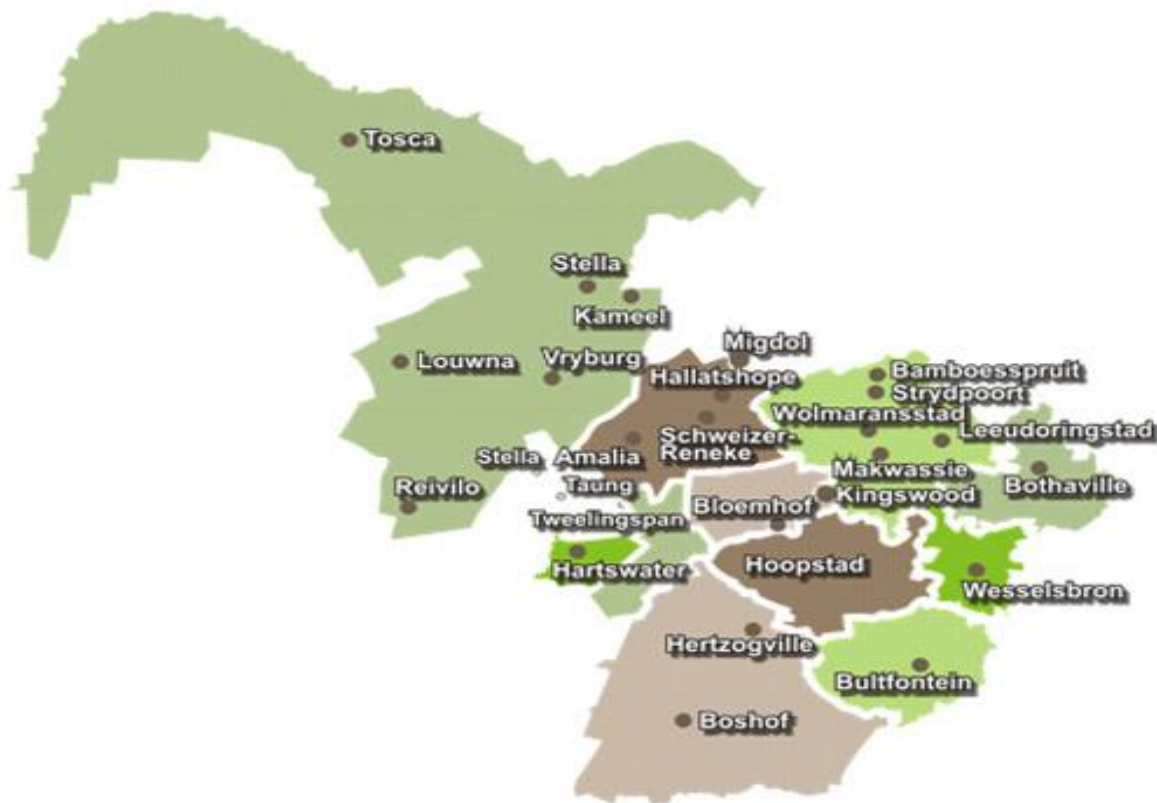 Tosca
Stella
Kameel
Migdol
Louwna
Vryburg
Hallatshope
Bamboesspruit
Strydpoort
Wolmaransstad
Leeudoringstad
Schweizer-
Reneke
Stella
Amalia
Makwassie
Taung
Reivilo
Kingswood
Bothaville
Bloemhof
Tweelingspan
Hartswater
Hoopstad
Wesselsbron
Hertzogville
Bultfontein
Boshof